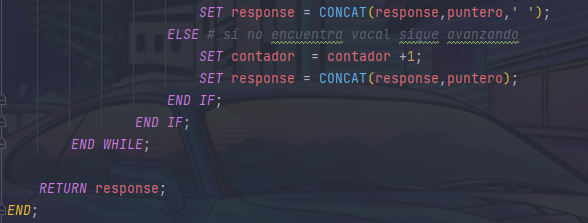 SET response = CONCAT(response,puntero,' ');
ELSE # si no encuentra vocal sigue avanzando
SET contador  = contador +1;
SET response = CONCAT(response,puntero);
END IF;
END IF;
END WHILE;
RETURN response;
END;